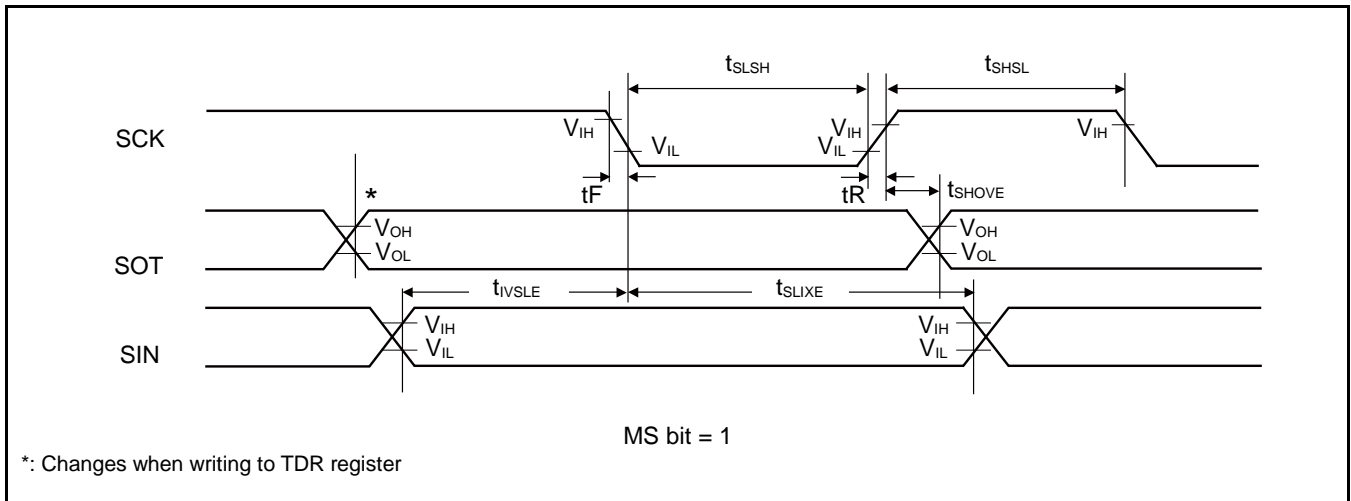 tSLSH tSHSL
SCK VIH VIL VIH VIL VIH
tF tR tSHOVE
*
SOT VOH VOL VOH VOL
tIVSLE tSLIXE
SIN VIH VIL VIH VIL
MS bit = 1
*: Changes when writing to TDR register